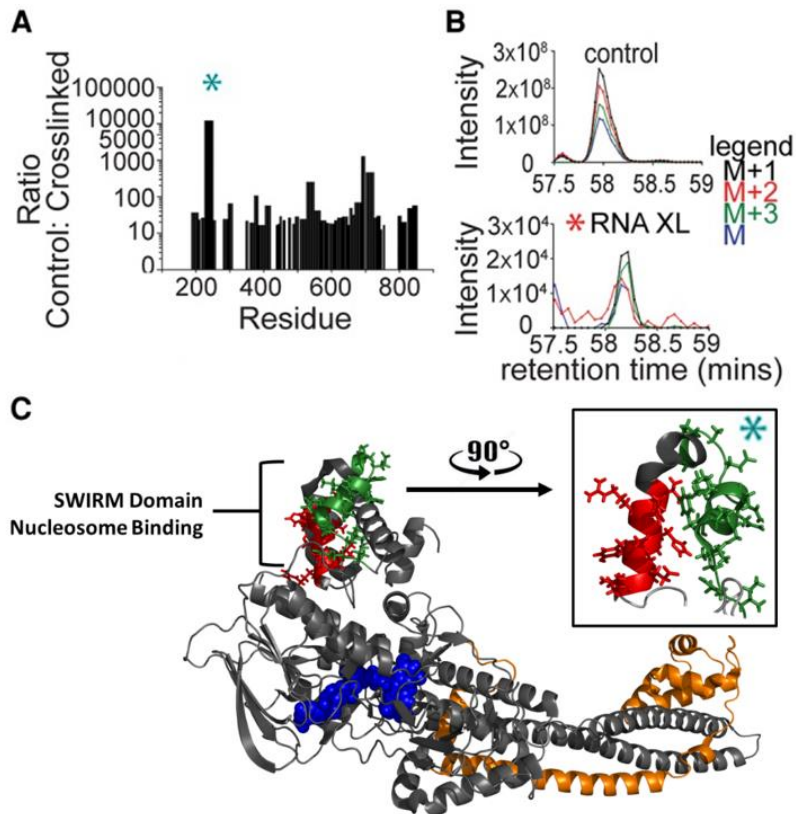 A
*
100000
10000
5000
1000
100
10
0
Ratio
Control: Crosslinked
200 400 600 800
Residue
B
3x10⁸
2x10⁸
1x10⁸
0
Intensity
control
57.5 58 58.5 59
legend
M+1
M+2
M+3
M
3x10⁴
2x10⁴
1x10⁴
0
Intensity
* RNA XL
57.5 58 58.5 59
retention time (mins)
C
SWIRM Domain
Nucleosome Binding
90°
*